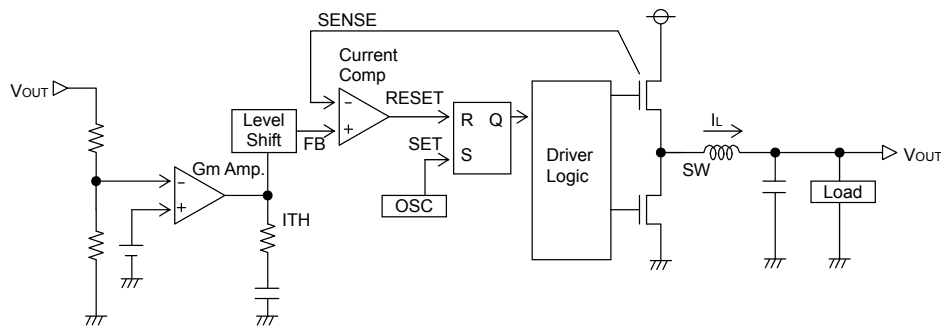 SENSE
Current
Comp
VOUT
RESET
Level
Shift
R Q
IL
FB
SET
S
Driver
Logic
VOUT
Gm Amp.
SW
Load
OSC
ITH
-
+
-
+